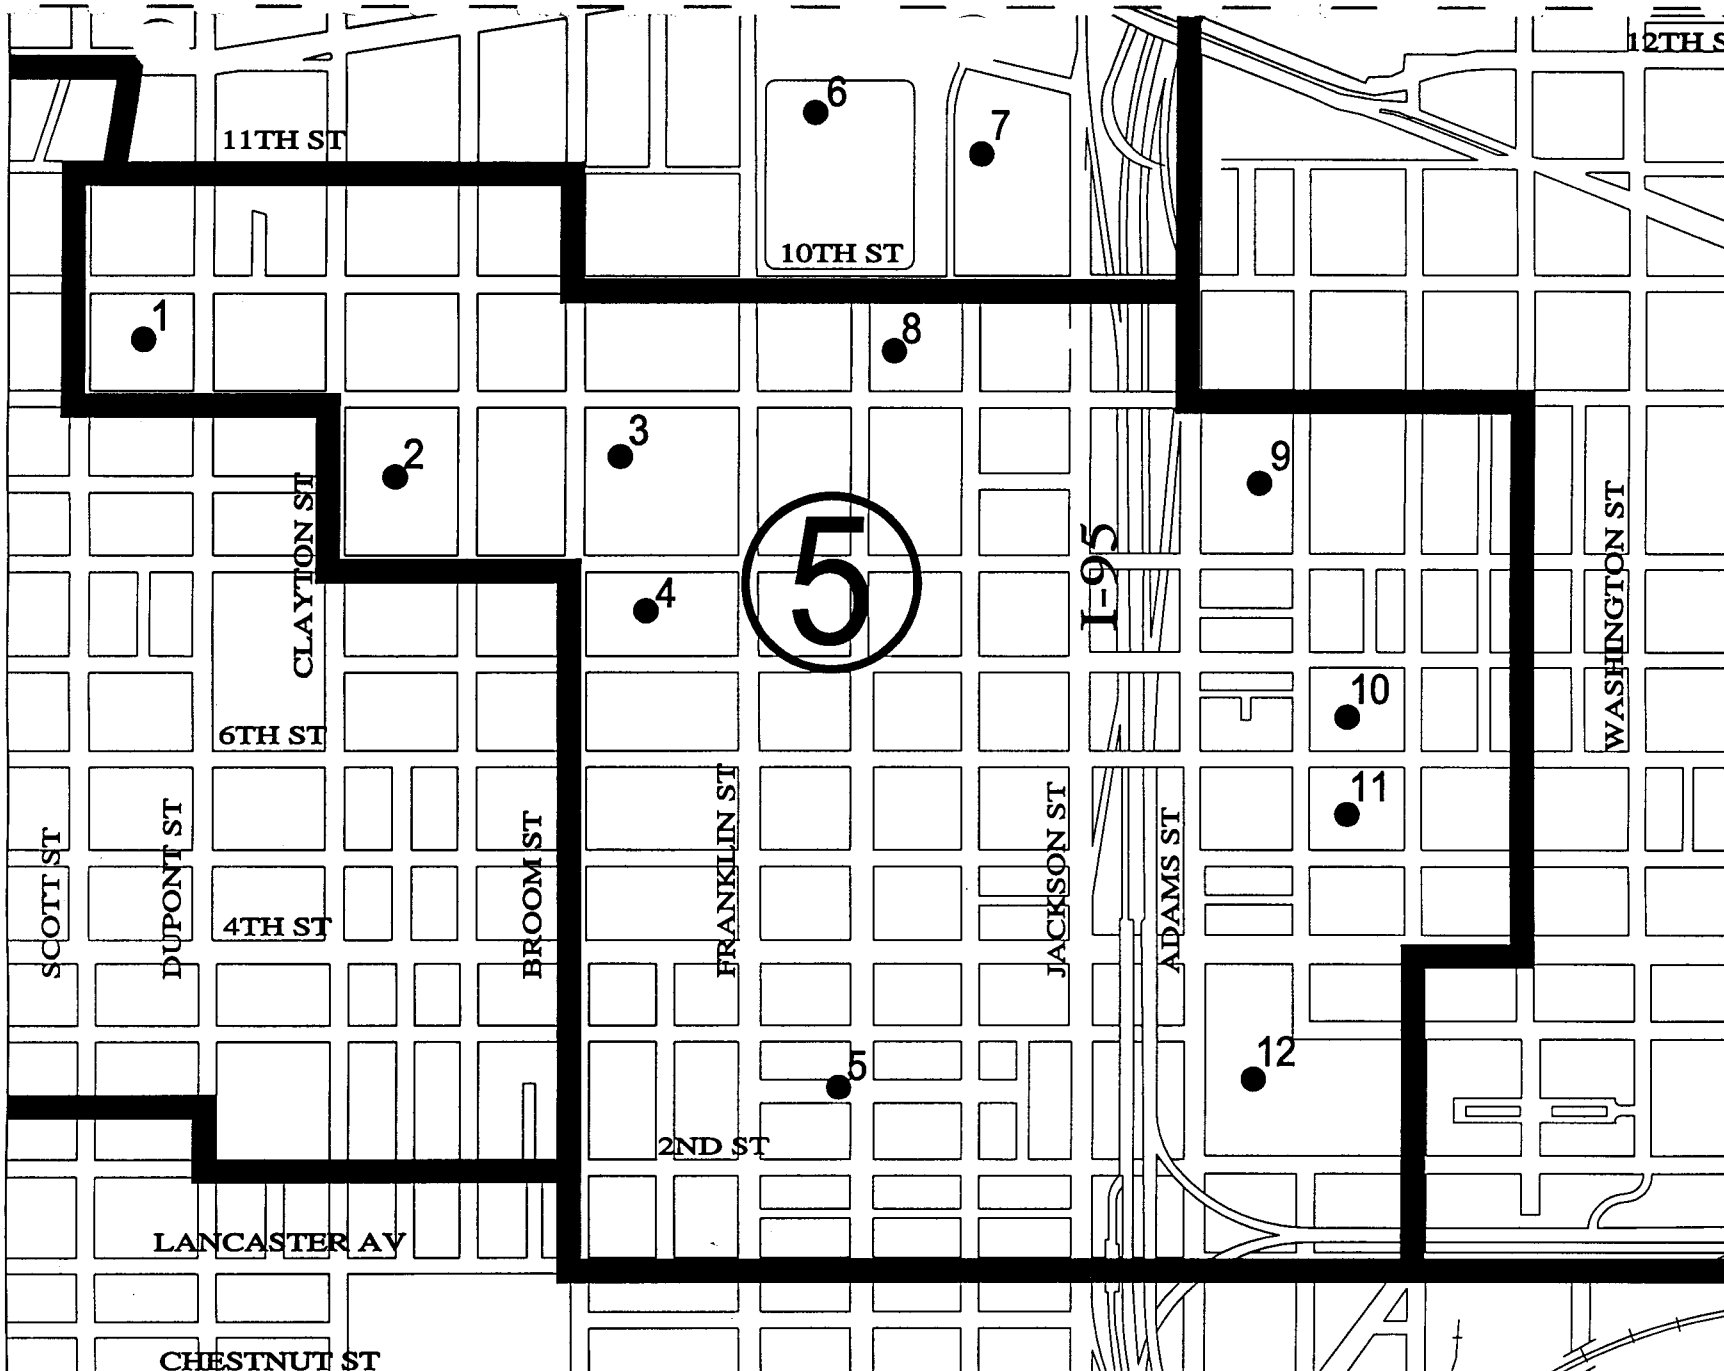 12TH S
6
7
11TH ST
10TH ST
1
8
2
3
9
CLAYTON ST
5
I-95
WASHINGTON ST
4
10
6TH ST
11
SCOTT ST
DUPONT ST
BROOM ST
FRANKLIN ST
JACKSON ST
ADAMS ST
4TH ST
5
12
2ND ST
LANCASTER AV
CHESTNUT ST